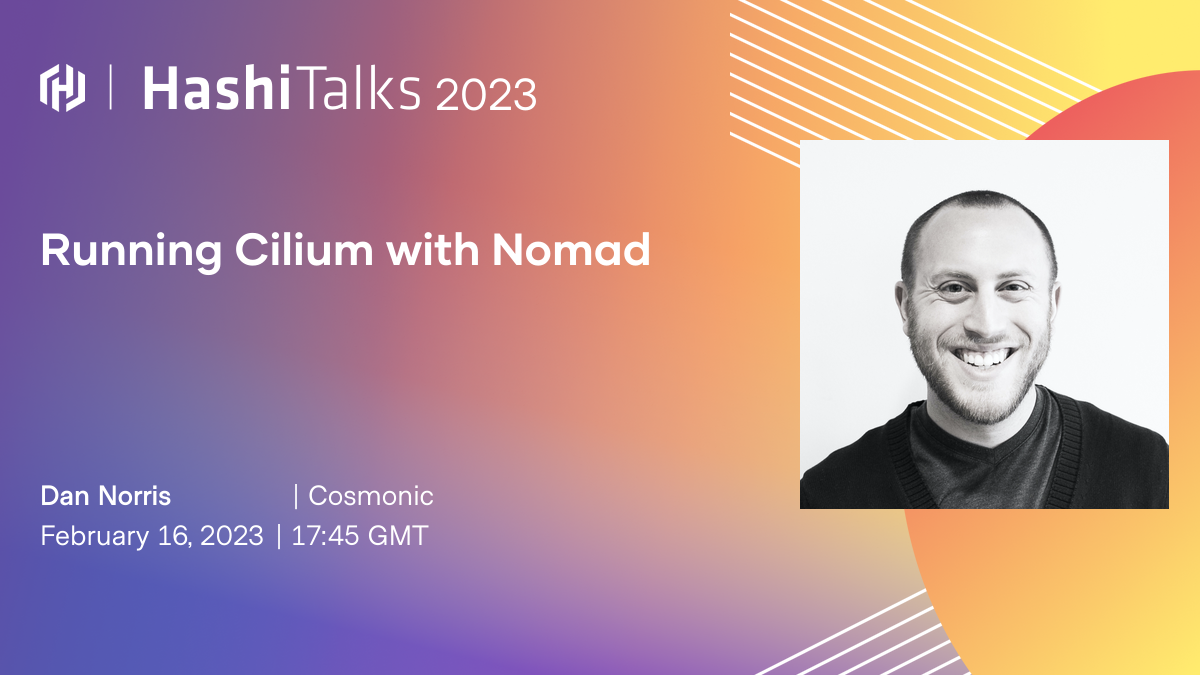 HashiTalks 2023
Running Cilium with Nomad
Dan Norris | Cosmonic
February 16, 2023 | 17:45 GMT